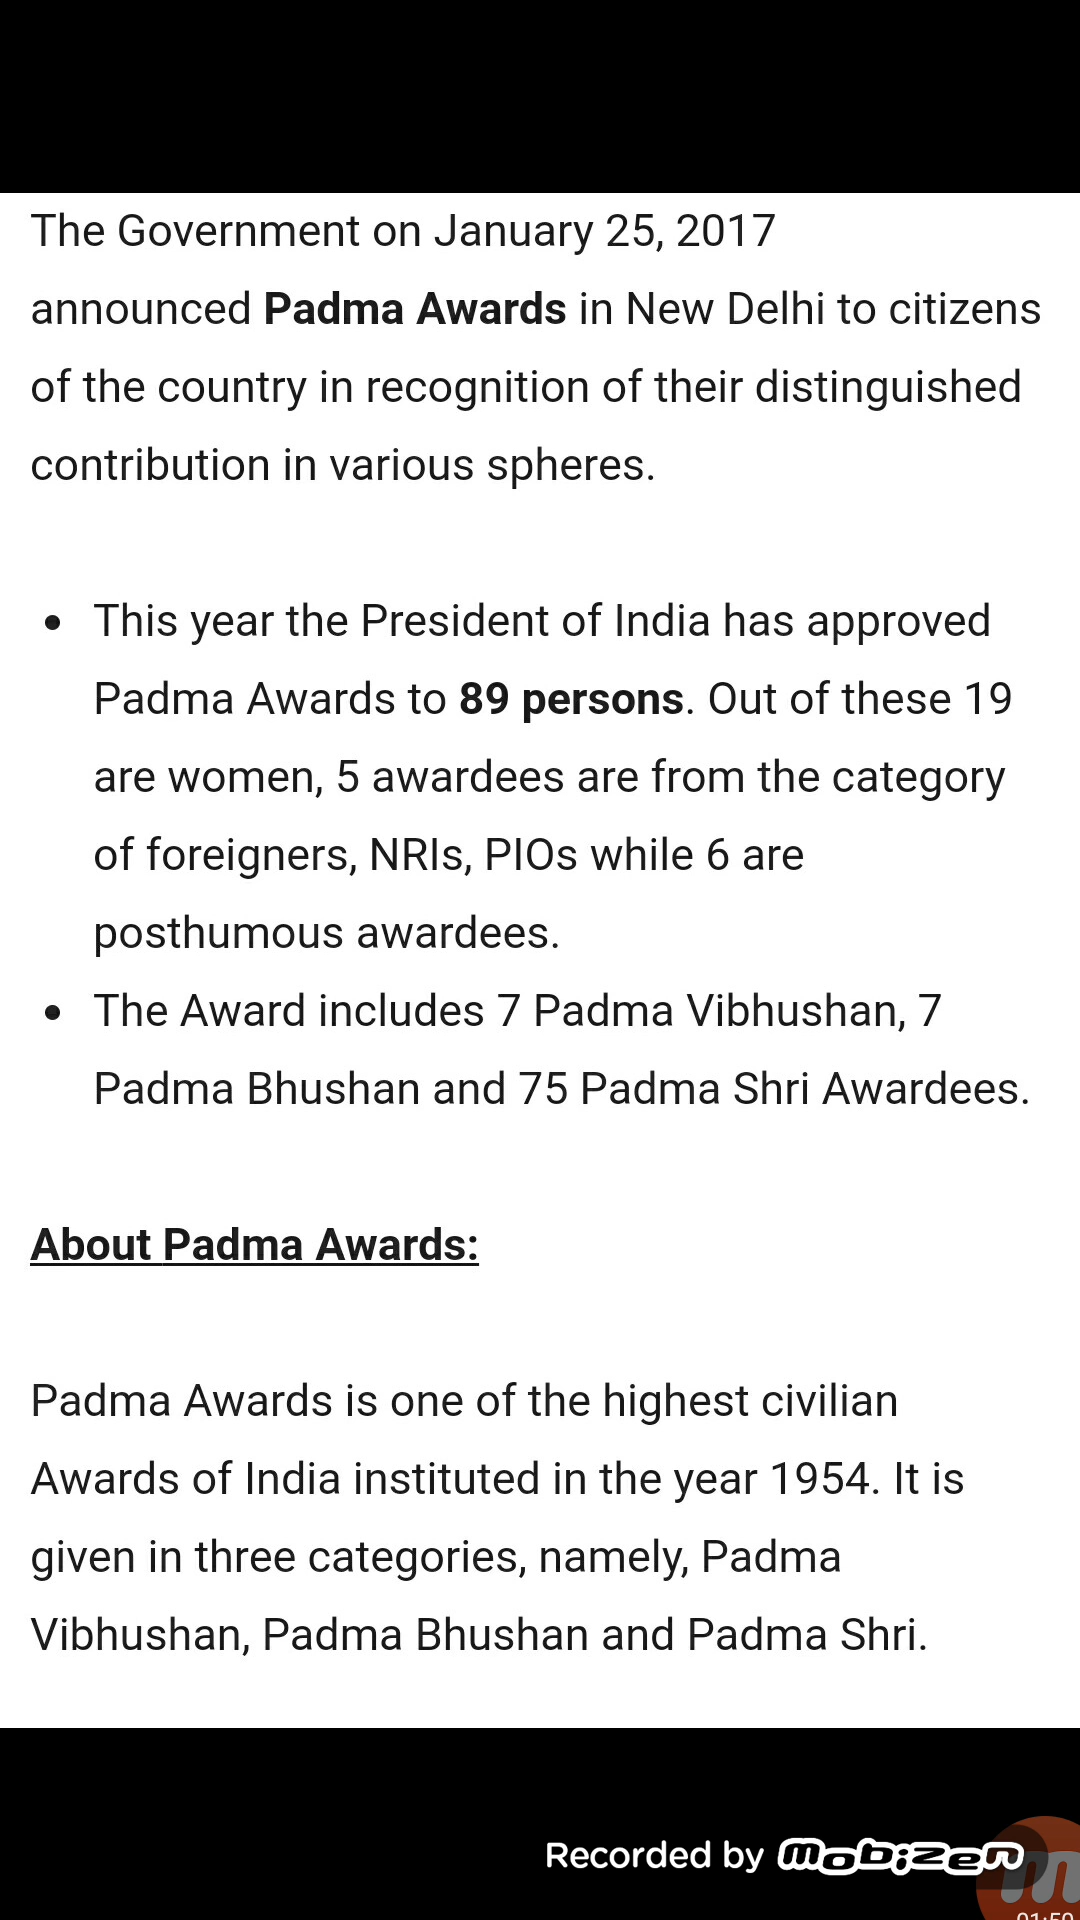 The Government on January 25, 2017
announced Padma Awards in New Delhi to citizens
of the country in recognition of their distinguished
contribution in various spheres.
• This year the President of India has approved
Padma Awards to 89 persons. Out of these 19
are women, 5 awardees are from the category
of foreigners, NRIs, PIOs while 6 are
posthumous awardees.
• The Award includes 7 Padma Vibhushan, 7
Padma Bhushan and 75 Padma Shri Awardees.
About Padma Awards:
Padma Awards is one of the highest civilian
Awards of India instituted in the year 1954. It is
given in three categories, namely, Padma
Vibhushan, Padma Bhushan and Padma Shri.
Recorded by mobizen